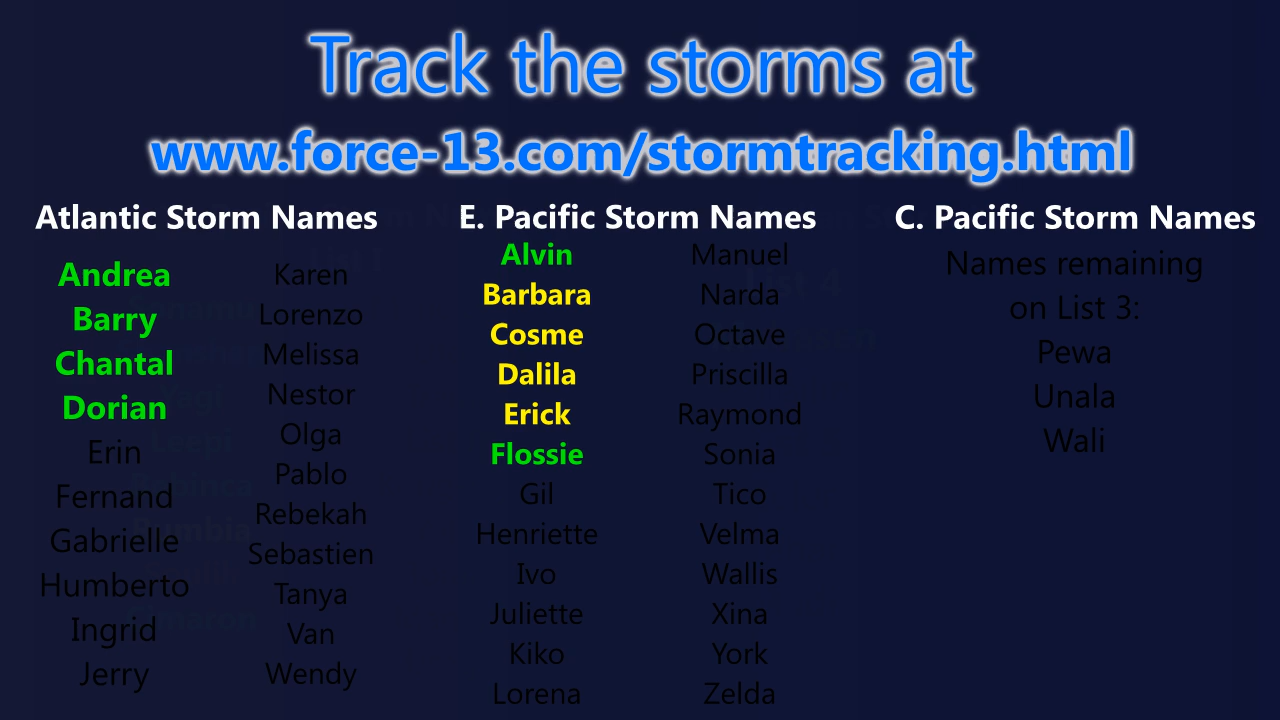 Track the storms at
www.force-13.com/stormtracking.html
Atlantic Storm Names
Andrea
Barry
Chantal
Dorian
Erin
Fernand
Gabrielle
Humberto
Ingrid
Jerry
Karen
Lorenzo
Melissa
Nestor
Olga
Pablo
Rebekah
Sebastien
Tanya
Van
Wendy
E. Pacific Storm Names
Alvin
Barbara
Cosme
Dalila
Erick
Flossie
Gil
Henriette
Ivo
Juliette
Kiko
Lorena
Manuel
Narda
Octave
Priscilla
Raymond
Sonia
Tico
Velma
Wallis
Xina
York
Zelda
C. Pacific Storm Names
Names remaining
on List 3:
Pewa
Unala
Wali